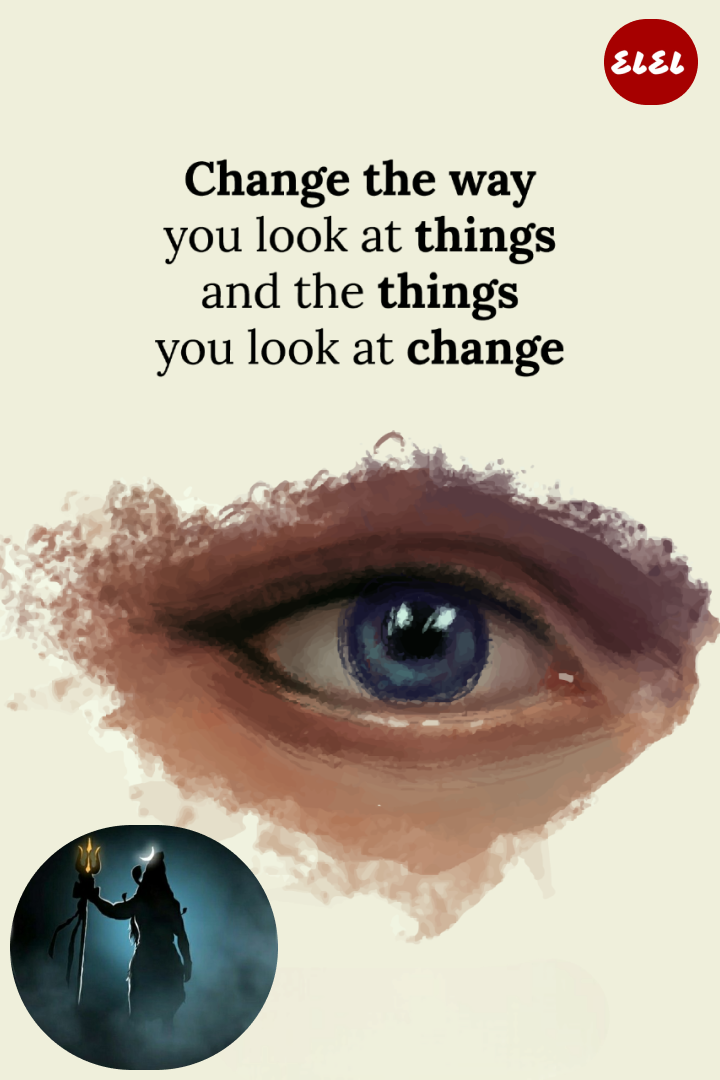 ELEL
Change the way
you look at things
and the things
you look at change